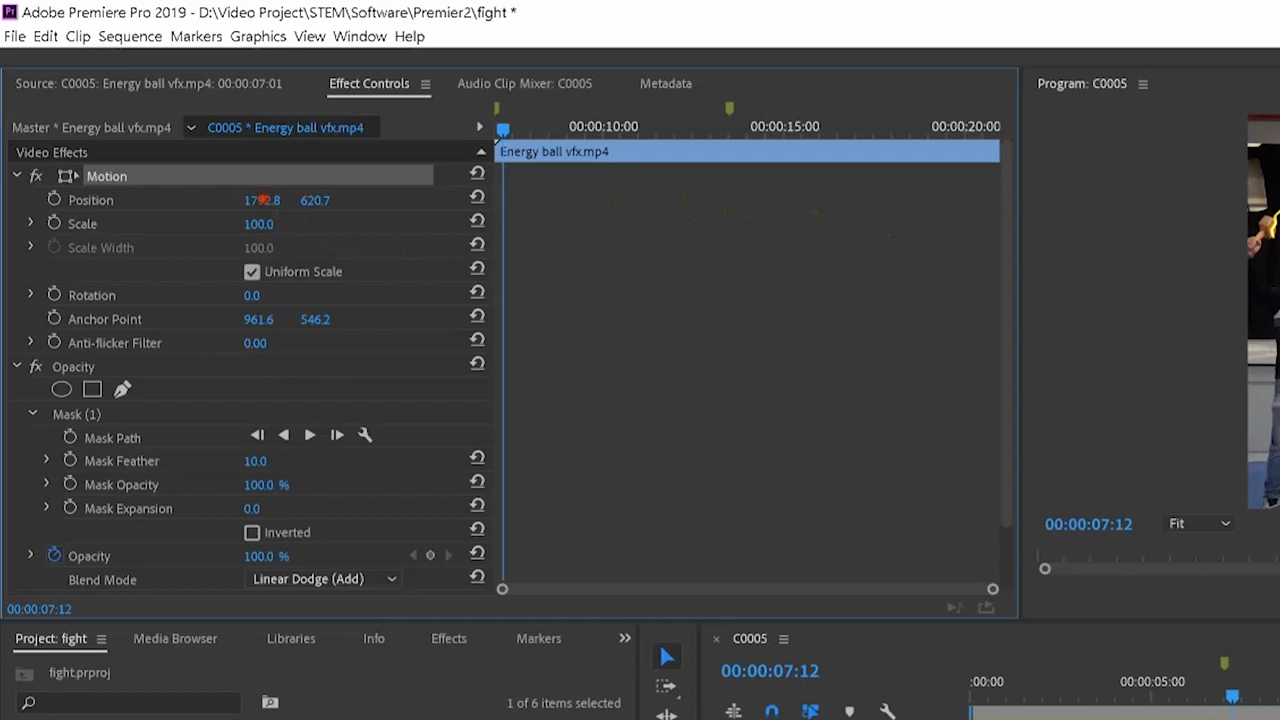 Adobe Premiere Pro 2019 - D:\Video Project\STEM\Software\Premier2\fight *
File Edit Clip Sequence Markers Graphics View Window Help
Source: C0005: Energy ball vfx.mp4: 00:00:07:01 Effect Controls Audio Clip Mixer: C0005 Metadata Program: C0005
Master * Energy ball vfx.mp4 C0005 * Energy ball vfx.mp4 00:00:10:00 00:00:15:00 00:00:20:00
Video Effects Energy ball vfx.mp4
fx Motion
Position 620.7
Scale 100.0
Scale Width 100.0
Uniform Scale
Rotation 0.0
Anchor Point 961.6 546.2
Anti-flicker Filter 0.00
fx Opacity
Mask (1)
Mask Path
Mask Feather 10.0
Mask Opacity 100.0 %
Mask Expansion 0.0
Inverted
Opacity 100.0 %
Blend Mode Linear Dodge (Add)
00:00:07:12
00:00:07:12 Fit
Project: fight Media Browser Libraries Info Effects Markers
fight.prproj
1 of 6 items selected
× C0005
00:00:07:12
:00:00 00:00:05:00